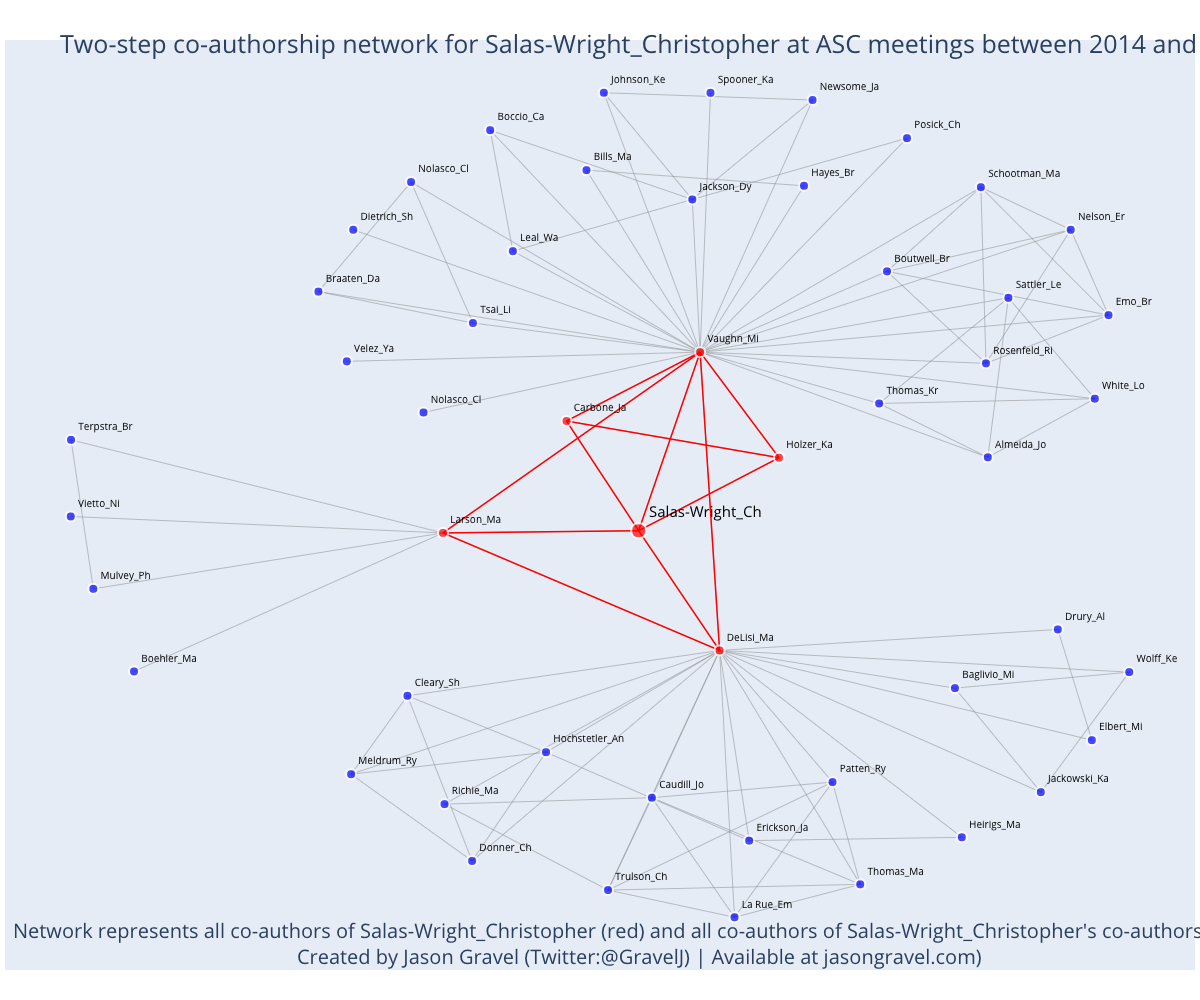 Two-step co-authorship network for Salas-Wright_Christopher at ASC meetings between 2014 and
Johnson_Ke
Spooner_Ka
Newsome_Ja
Boccio_Ca
Posick_Ch
Bills_Ma
Nolasco_Cl
Hayes_Br
Schootman_Ma
Jackson_Dy
Dietrich_Sh
Nelson_Er
Leal_Wa
Boutwell_Br
Braaten_Da
Sattler_Le
Emo_Br
Tsai_Li
Vaughn_Mi
Velez_Ya
Rosenfeld_Ri
White_Lo
Thomas_Kr
Nolasco_Cl
Carbone_Ja
Terpstra_Br
Holzer_Ka
Almeida_Jo
Vietto_Ni
Larson_Ma
Salas-Wright_Ch
Mulvey_Ph
Drury_Al
DeLisi_Ma
Boehler_Ma
Wolff_Ke
Baglivio_Mi
Cleary_Sh
Elbert_Mi
Hochstetler_An
Meldrum_Ry
Patten_Ry
Jackowski_Ka
Caudill_Jo
Richie_Ma
Heirigs_Ma
Erickson_Ja
Donner_Ch
Thomas_Ma
Trulson_Ch
La Rue_Em
Network represents all co-authors of Salas-Wright_Christopher (red) and all co-authors of Salas-Wright_Christopher's co-authors
Created by Jason Gravel (Twitter:@GravelJ) | Available at jasongravel.com)